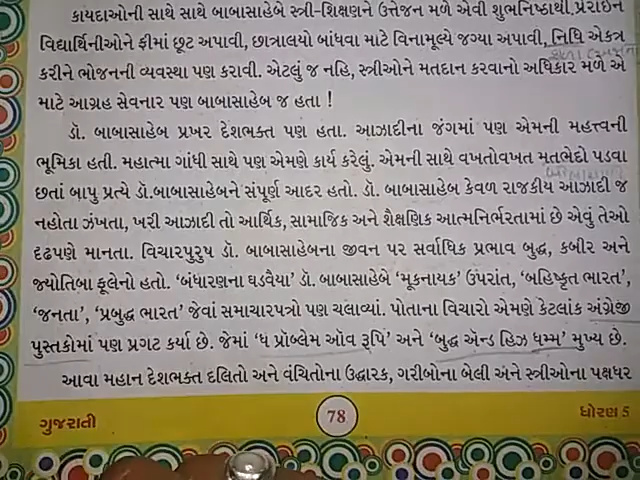 કાયદાઓની સાથે સાથે બાબાસાહેબે સ્ત્રી-શિક્ષણને ઉત્તેજન મળે એવી શુભનિષ્ઠાથી પ્રેરાઈને
વિદ્યાર્થિનીઓને ફીમાં છૂટ અપાવી, છાત્રાલયો બાંધવા માટે વિનામૂલ્યે જગ્યા અપાવી, નિધિ એકત્ર
કરીને ભોજનની વ્યવસ્થા પણ કરાવી. એટલું જ નહિ, સ્ત્રીઓને મતદાન કરવાનો અધિકાર મળે એ
માટે આગ્રહ સેવનાર પણ બાબાસાહેબ જ હતા !
ડૉ. બાબાસાહેબ પ્રખર દેશભક્ત પણ હતા. આઝાદીના જંગમાં પણ એમની મહત્ત્વની
ભૂમિકા હતી. મહાત્મા ગાંધી સાથે પણ એમણે કાર્ય કરેલું. એમની સાથે વખતોવખત મતભેદો પડવા
છતાં બાપુ પ્રત્યે ડૉ.બાબાસાહેબને સંપૂર્ણ આદર હતો. ડૉ. બાબાસાહેબ કેવળ રાજકીય આઝાદી જ
નહોતા ઝંખતા, ખરી આઝાદી તો આર્થિક, સામાજિક અને શૈક્ષણિક આત્મનિર્ભરતામાં છે એવું તેઓ
દૃઢપણે માનતા. વિચારપુરુષ ડૉ. બાબાસાહેબના જીવન પર સર્વાધિક પ્રભાવ બુદ્ધ, કબીર અને
જ્યોતિબા ફૂલેનો હતો. ‘બંધારણના ઘડવૈયા’ ડૉ. બાબાસાહેબે ‘મૂકનાયક’ ઉપરાંત, ‘બહિષ્કૃત ભારત’,
‘જનતા’, ‘પ્રબુદ્ધ ભારત’ જેવાં સમાચારપત્રો પણ ચલાવ્યાં. પોતાના વિચારો એમણે કેટલાંક અંગ્રેજી
પુસ્તકોમાં પણ પ્રગટ કર્યા છે. જેમાં ‘ધ પ્રૉબ્લેમ ઑવ રૂપિ’ અને ‘બુદ્ધ ઍન્ડ હિઝ ધમ્મ’ મુખ્ય છે.
આવા મહાન દેશભક્ત દલિતો અને વંચિતોના ઉદ્ધારક, ગરીબોના બેલી અને સ્ત્રીઓના પક્ષધર
ગુજરાતી
78
ધોરણ 5